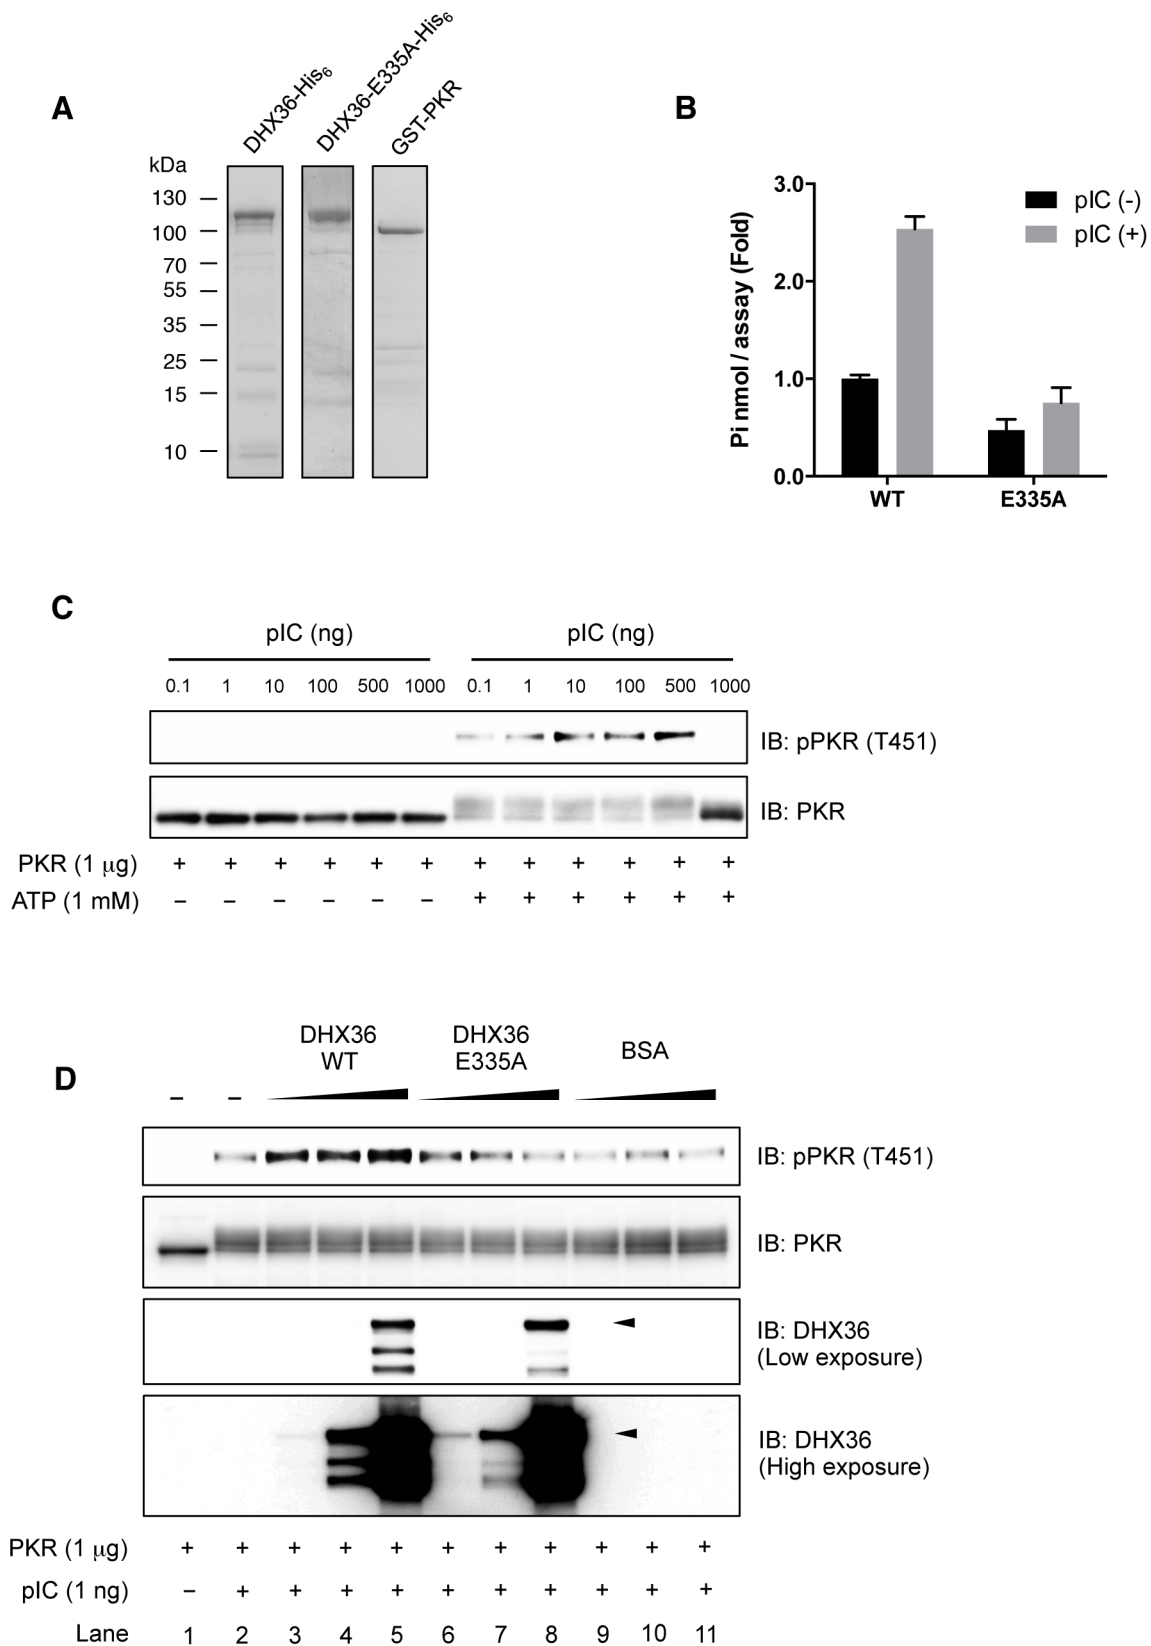 A
DHX36-His6
DHX36-E335A-His6
GST-PKR
kDa
130
100
70
55
35
25
15
10
B
Pi nmol / assay (Fold)
3.0
2.0
1.0
0.0
pIC (-)
pIC (+)
WT
E335A
C
pIC (ng)
pIC (ng)
0.1 1 10 100 500 1000 0.1 1 10 100 500 1000
IB: pPKR (T451)
IB: PKR
PKR (1 μg) + + + + + + + + + + + +
ATP (1 mM) – – – – – – + + + + + +
D
DHX36 WT
DHX36 E335A
BSA
– –
IB: pPKR (T451)
IB: PKR
IB: DHX36
(Low exposure)
IB: DHX36
(High exposure)
PKR (1 μg) + + + + + + + + + + +
pIC (1 ng) – + + + + + + + + + +
Lane 1 2 3 4 5 6 7 8 9 10 11